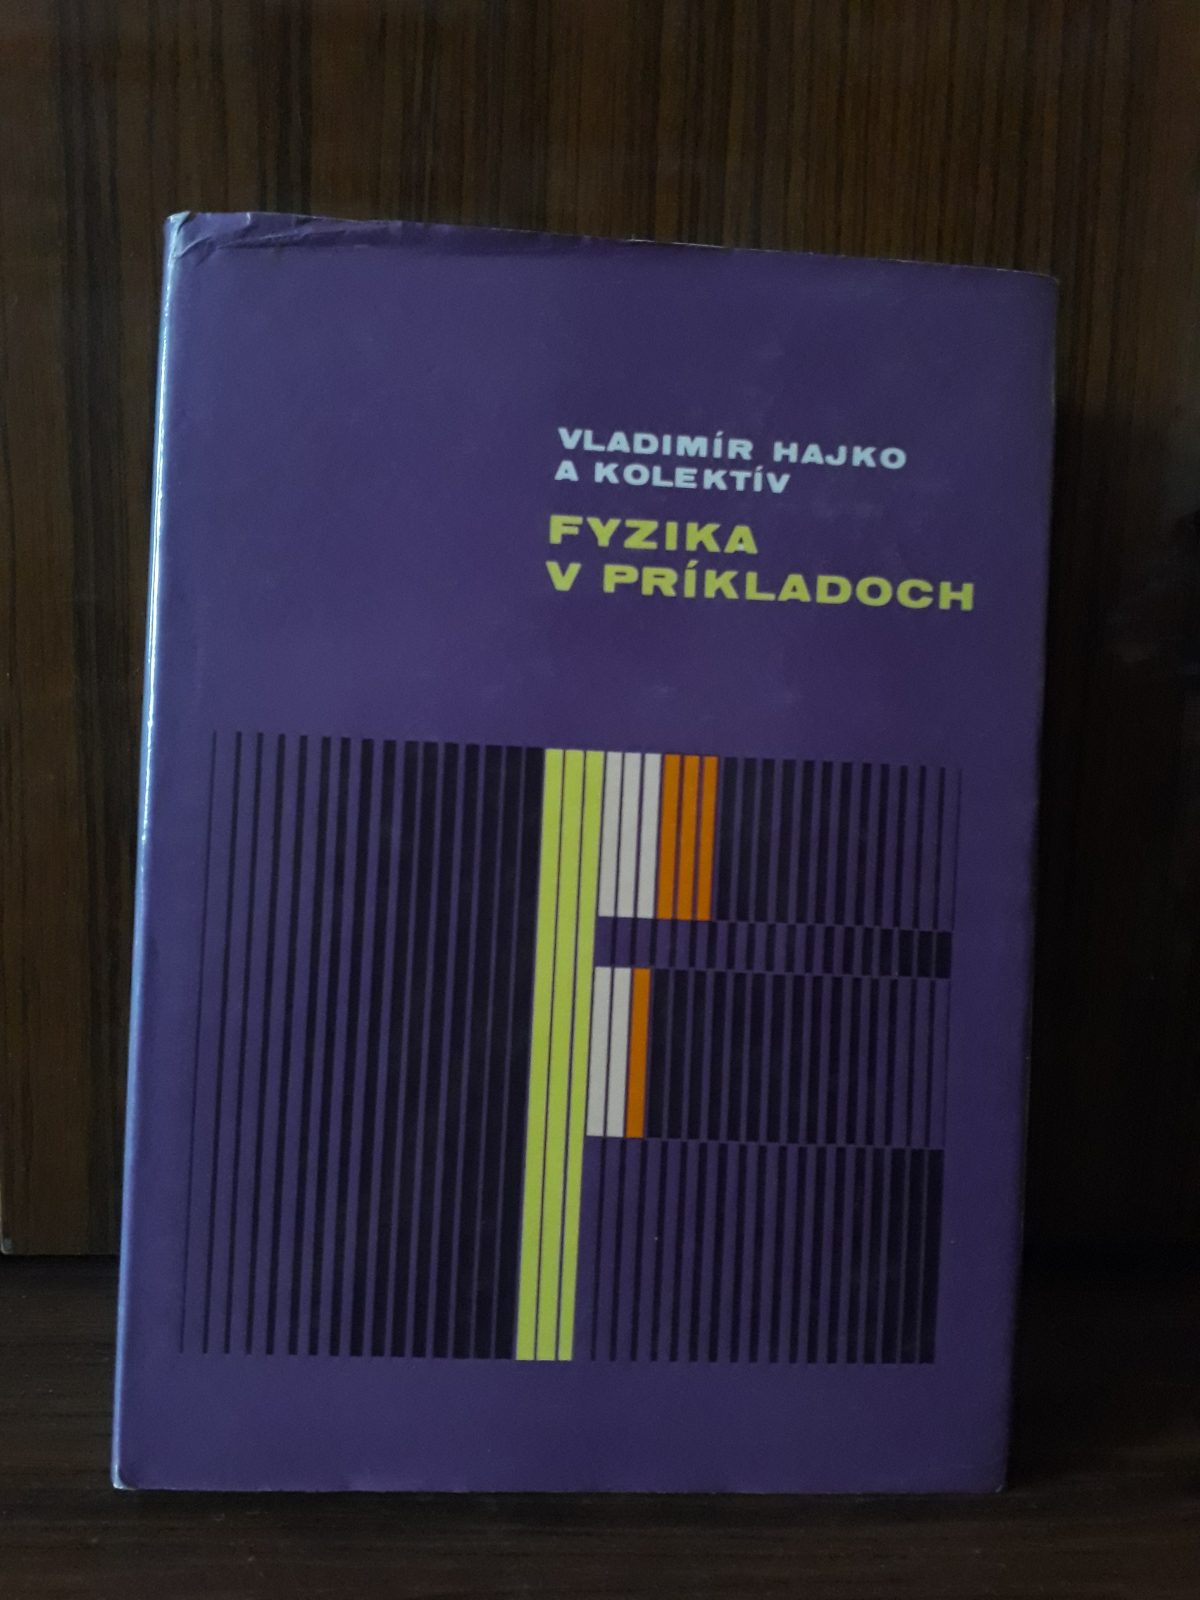 VLADIMÍR HAJKO
A KOLEKTÍV
FYZIKA
V PRÍKLADOCH